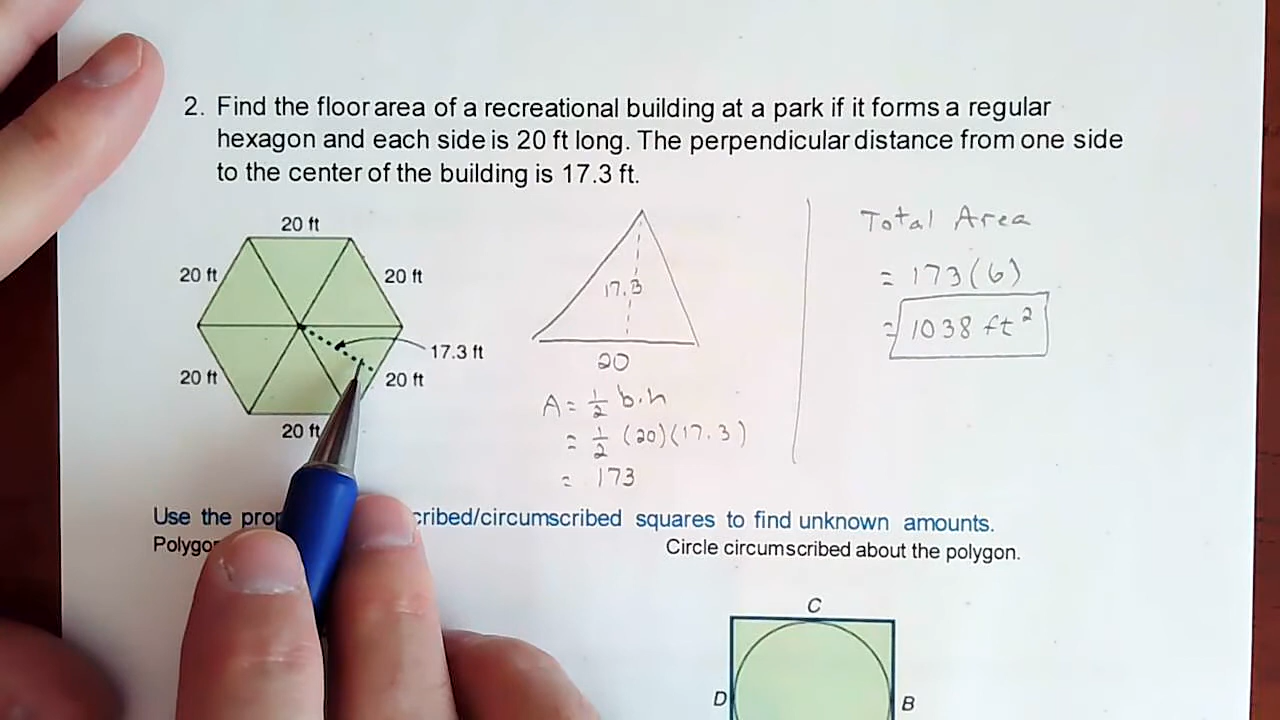 2. Find the floor area of a recreational building at a park if it forms a regular
hexagon and each side is 20 ft long. The perpendicular distance from one side
to the center of the building is 17.3 ft.
20 ft
20 ft
20 ft
17.3 ft
20 ft
20 ft
20 ft
17.3
20
A = 1/2 b.h
= 1/2 (20)(17.3)
= 173
Total Area
= 173(6)
= 1038 ft²
Use the cribed/circumscribed squares to find unknown amounts.
Circle circumscribed about the polygon.
C
D
B